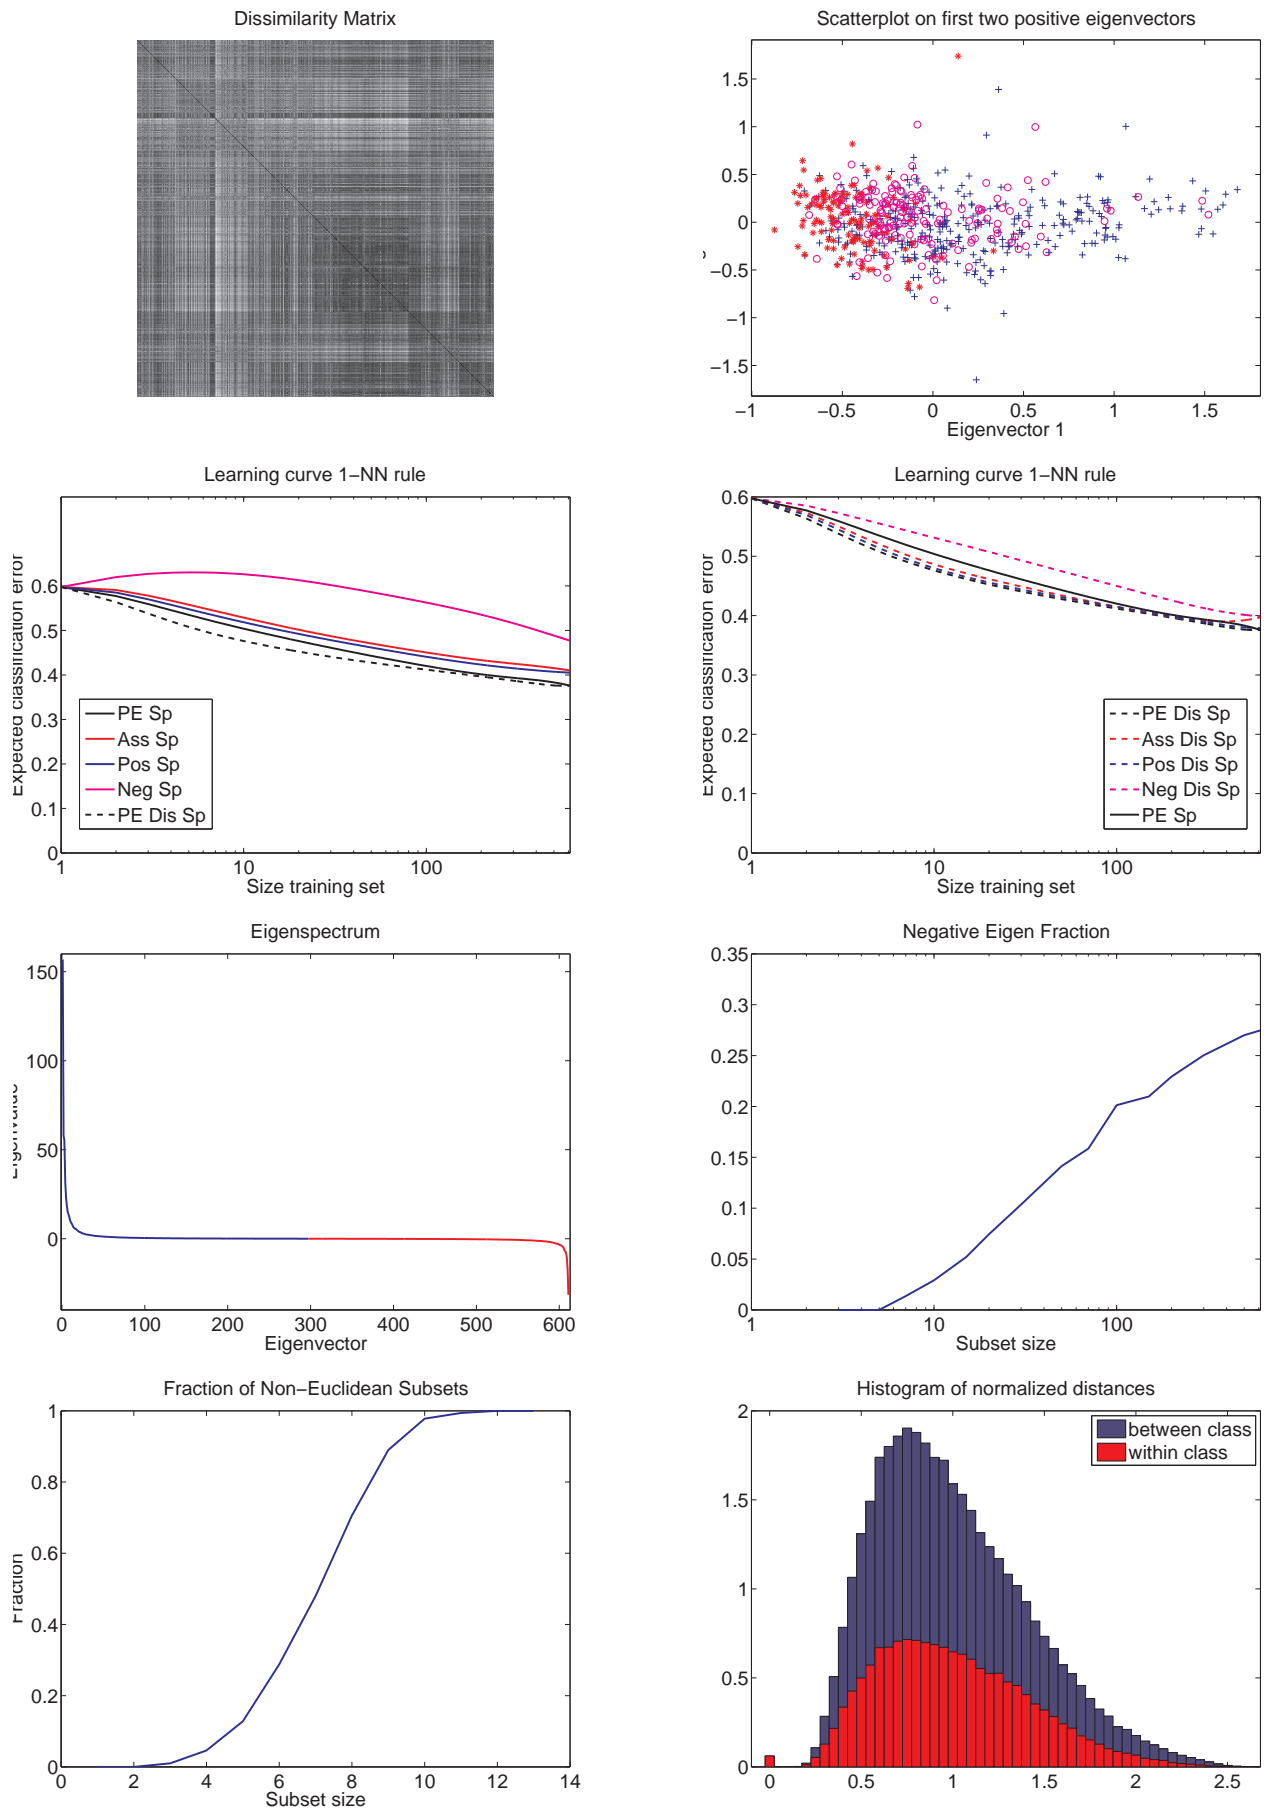 Dissimilarity Matrix
Scatterplot on first two positive eigenvectors
1.5
1
0.5
0
−0.5
−1
−1.5
−1
−0.5
0
0.5
1
1.5
Eigenvector 1
Learning curve 1−NN rule
Expected classification error
0.6
0.5
0.4
0.3
0.2
0.1
0
PE Sp
Ass Sp
Pos Sp
Neg Sp
PE Dis Sp
1
10
100
Size training set
Learning curve 1−NN rule
Expected classification error
0.6
0.5
0.4
0.3
0.2
0.1
0
PE Dis Sp
Ass Dis Sp
Pos Dis Sp
Neg Dis Sp
PE Sp
1
10
100
Size training set
Eigenspectrum
Eigenvalue
150
100
50
0
0
100
200
300
400
500
600
Eigenvector
Negative Eigen Fraction
0.35
0.3
0.25
0.2
0.15
0.1
0.05
0
1
10
100
Subset size
Fraction of Non−Euclidean Subsets
Fraction
1
0.8
0.6
0.4
0.2
0
0
2
4
6
8
10
12
14
Subset size
Histogram of normalized distances
2
1.5
1
0.5
0
between class
within class
0
0.5
1
1.5
2
2.5